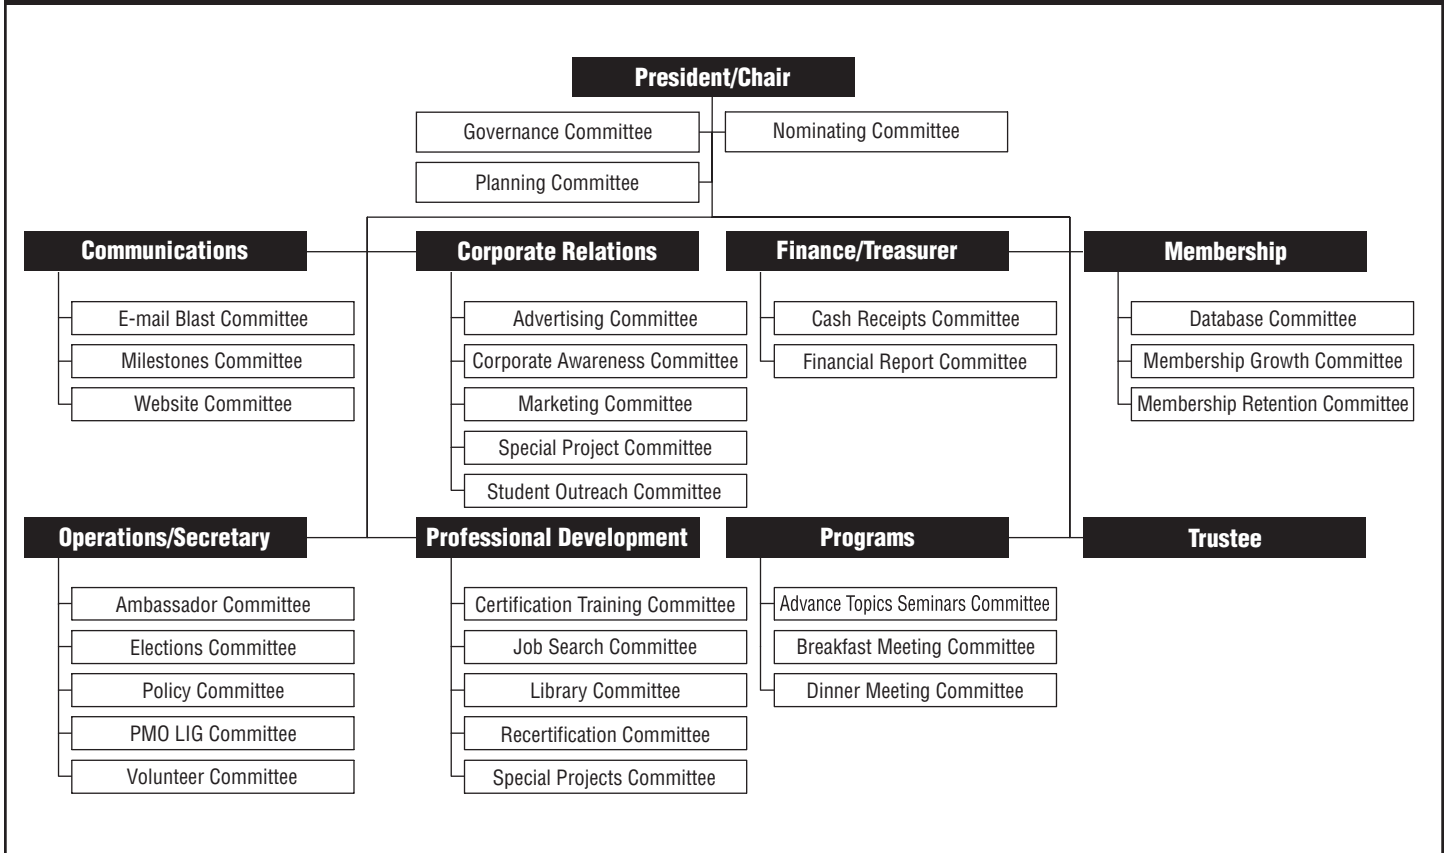 President/Chair
Governance Committee
Nominating Committee
Planning Committee
Communications
E-mail Blast Committee
Milestones Committee
Website Committee
Corporate Relations
Advertising Committee
Corporate Awareness Committee
Marketing Committee
Special Project Committee
Student Outreach Committee
Finance/Treasurer
Cash Receipts Committee
Financial Report Committee
Membership
Database Committee
Membership Growth Committee
Membership Retention Committee
Operations/Secretary
Ambassador Committee
Elections Committee
Policy Committee
PMO LIG Committee
Volunteer Committee
Professional Development
Certification Training Committee
Job Search Committee
Library Committee
Recertification Committee
Special Projects Committee
Programs
Advance Topics Seminars Committee
Breakfast Meeting Committee
Dinner Meeting Committee
Trustee